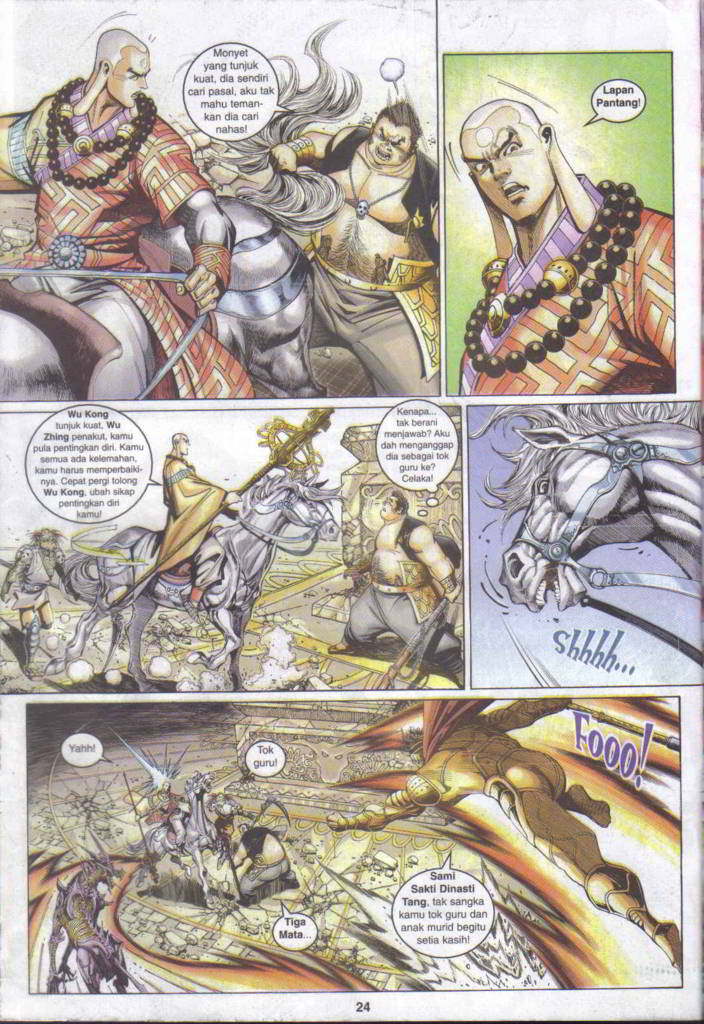 Monyet
yang tunjuk
kuat, dia sendiri
cari pasal, aku tak
mahu teman-
kan dia cari
nahas!
Lapan
Pantang!
Wu Kong
tunjuk kuat, Wu
Zhing penakut, kamu
pula pentingkan diri. Kamu
semua ada kelemahan,
kamu harus memperbaiki-
nya. Cepat pergi tolong
Wu Kong, ubah sikap
pentingkan diri
kamu!
Kenapa...
tak berani
menjawab? Aku
dah menganggap
dia sebagai tok
guru ke?
Celaka!
Shhhh...
Yahh!
Tok
guru!
Fooo!
Sami
Sakti Dinasti
Tang, tak sangka
kamu tok guru dan
anak murid begitu
setia kasih!
Tiga
Mata...
24